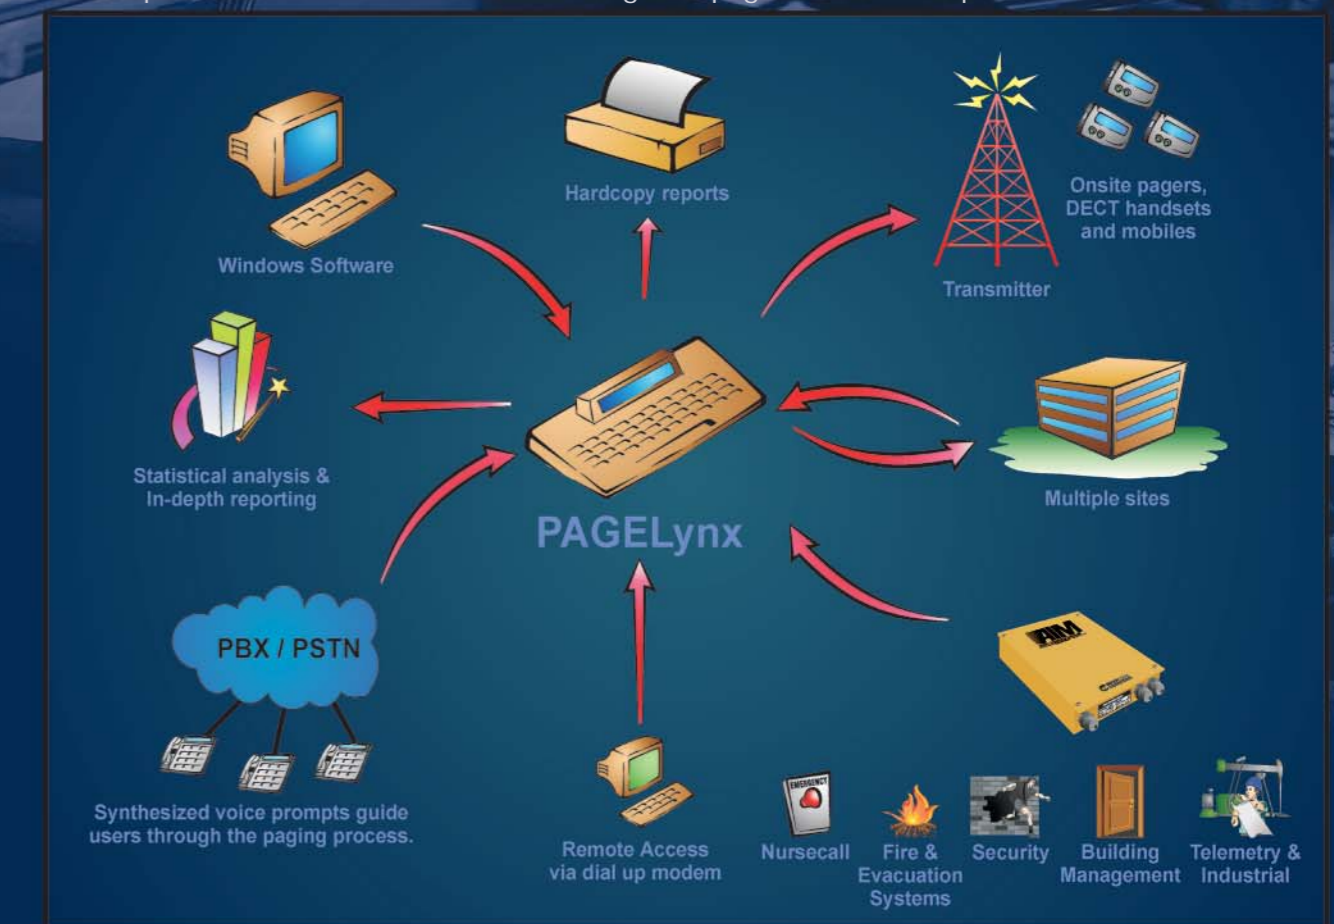 Hardcopy reports
Onsite pagers,
DECT handsets
and mobiles
Windows Software
Transmitter
Statistical analysis &
In-depth reporting
Multiple sites
PAGELynx
PBX / PSTN
AIM
Synthesized voice prompts guide
users through the paging process.
Remote Access
via dial up modem
EMERGENCY
Nursecall
Fire &
Evacuation
Systems
Security
Building
Management
Telemetry &
Industrial